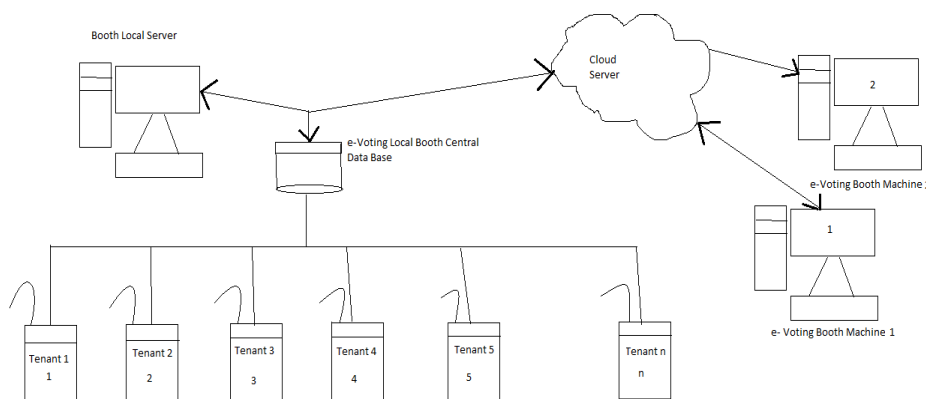 Booth Local Server
Cloud
Server
2
e-Voting Local Booth Central
Data Base
e-Voting Booth Machine
1
e- Voting Booth Machine 1
Tenant 1
1
Tenant 2
2
Tenant 3
3
Tenant 4
4
Tenant 5
5
Tenant n
n